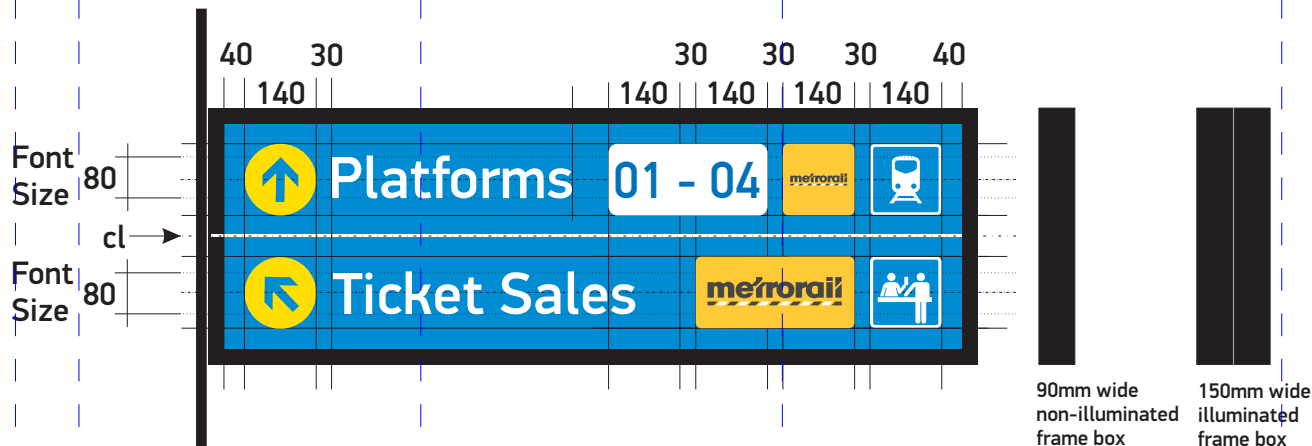 40 30 30 30 30 40
140 140 140 140 140
Font
Size
80
Platforms 01 - 04 metrorail
cl
Font
Size
80
Ticket Sales metrorail
90mm wide
non-illuminated
frame box
150mm wide
illuminated
frame box